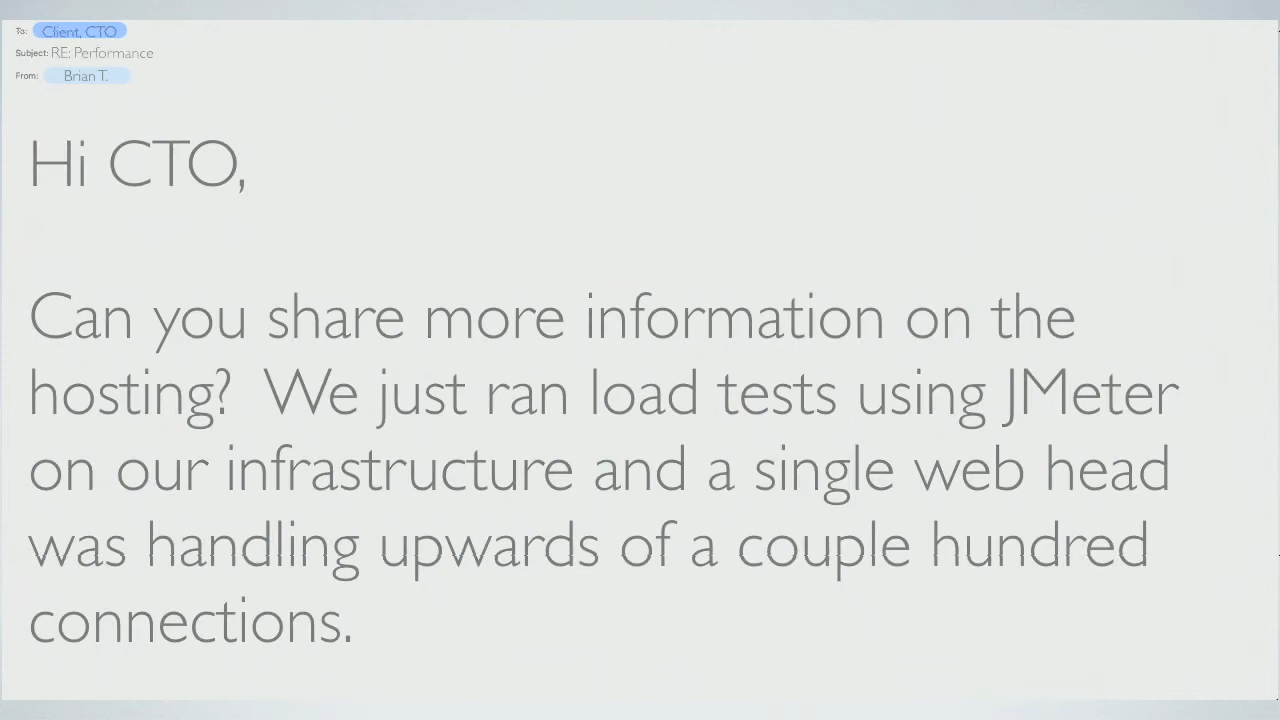 To: Client, CTO
Subject: RE: Performance
From: Brian T.
Hi CTO,
Can you share more information on the
hosting? We just ran load tests using JMeter
on our infrastructure and a single web head
was handling upwards of a couple hundred
connections.